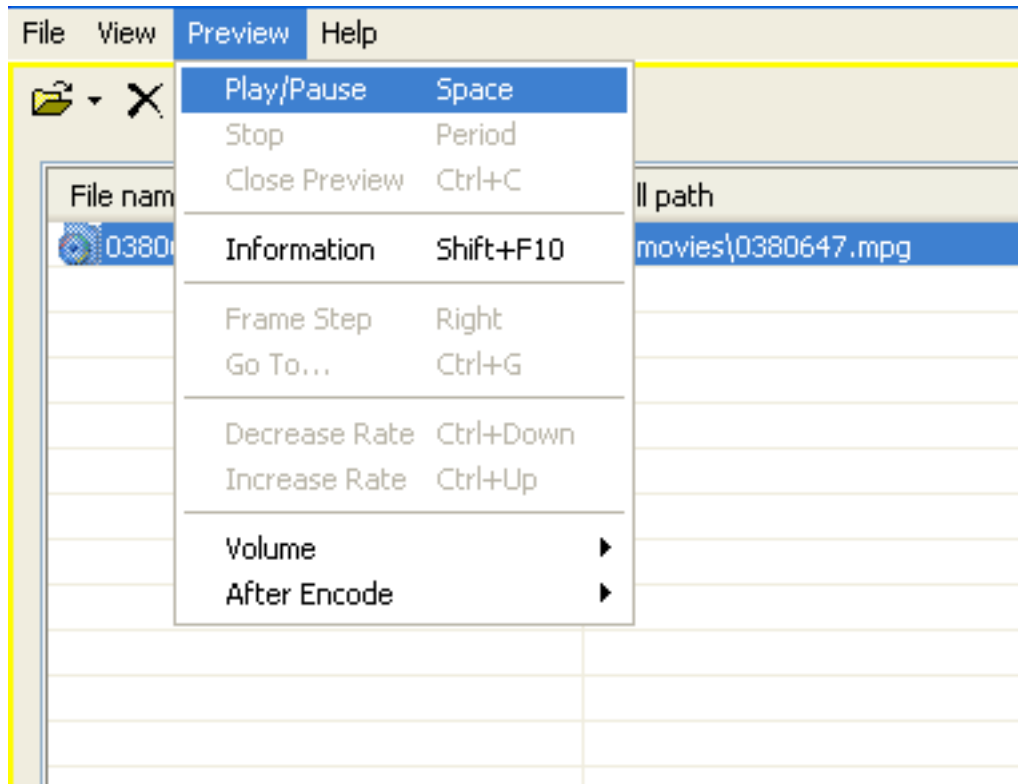 File View Preview Help
Play/Pause Space
Stop Period
Close Preview Ctrl+C
File nam ll path
0380 movies\0380647.mpg
Information Shift+F10
Frame Step Right
Go To... Ctrl+G
Decrease Rate Ctrl+Down
Increase Rate Ctrl+Up
Volume
After Encode